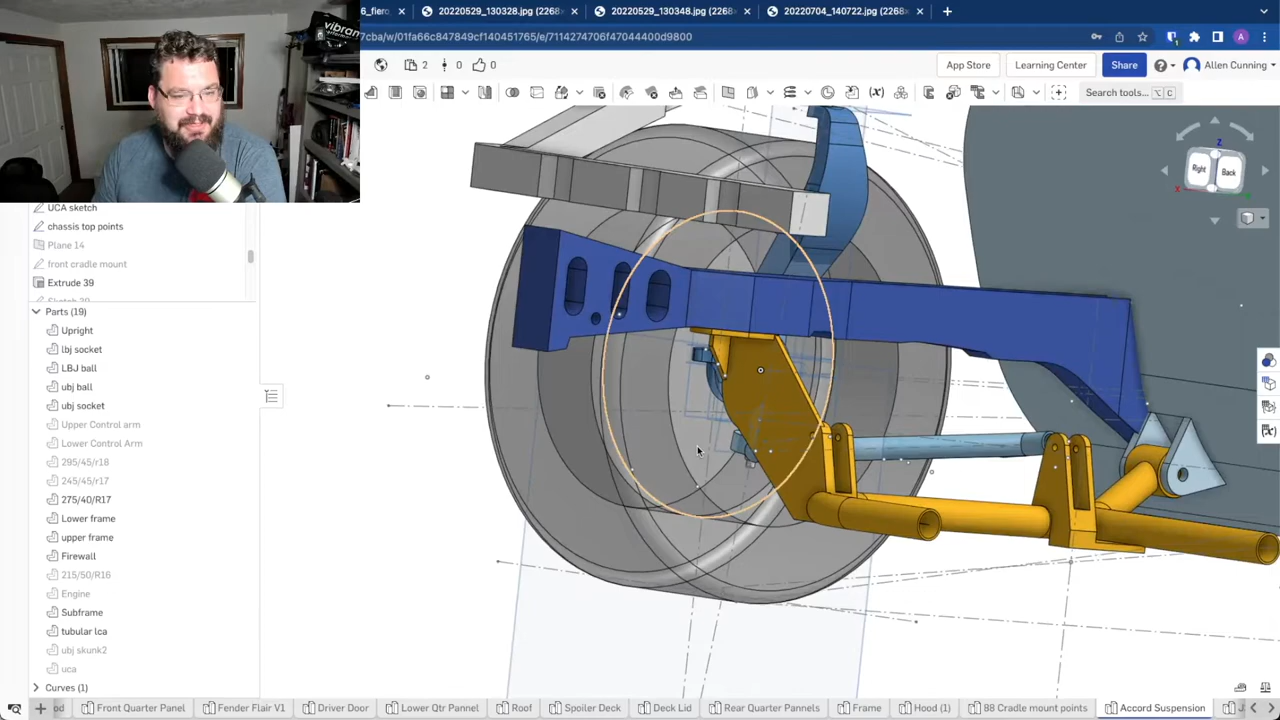 6_fiero
20220529_130328.jpg (2268
20220529_130348.jpg (2268
20220704_140722.jpg (2268
7cba/w/01fa66c847849cf140451765/e/7114274706f47044400d9800
2
0
0
App Store
Learning Center
Share
Allen Cunning
Search tools...
⌥ C
vibran
Z
Right
Back
X
UCA sketch
chassis top points
Plane 14
front cradle mount
Extrude 39
Parts (19)
Upright
lbj socket
LBJ ball
ubj ball
ubj socket
Upper Control arm
Lower Control Arm
295/45/r18
245/45/r17
275/40/R17
Lower frame
upper frame
Firewall
215/50/R16
Engine
Subframe
tubular lca
ubj skunk2
uca
Curves (1)
od
Front Quarter Panel
Fender Flair V1
Driver Door
Lower Qtr Pannel
Roof
Spoiler Deck
Deck Lid
Rear Quarter Pannels
Frame
Hood (1)
88 Cradle mount points
Accord Suspension